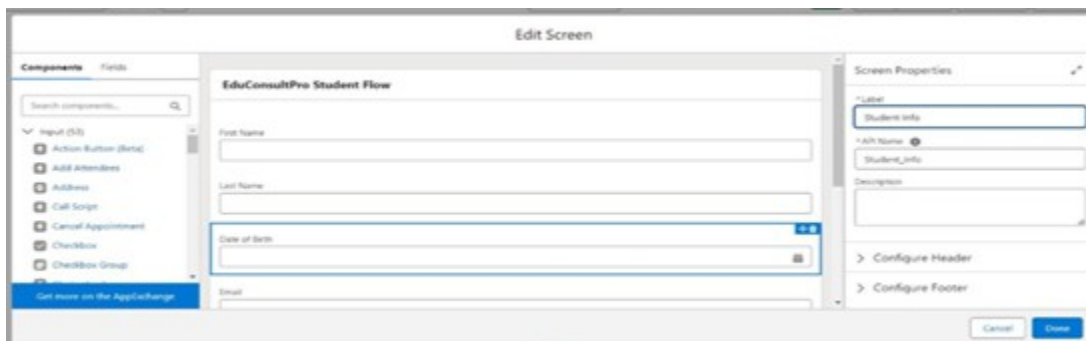 Edit Screen
Components Fields
Search components...
Input (53)
Action Button (Beta)
Add Attendees
Address
Call Script
Cancel Appointment
Checkbox
Checkbox Group
Get more on the AppExchange
EduConsultPro Student Flow
First Name
Last Name
Date of Birth
Email
Screen Properties
*Label
Student Info
*API Name
Student_Info
Description
Configure Header
Configure Footer
Cancel Done